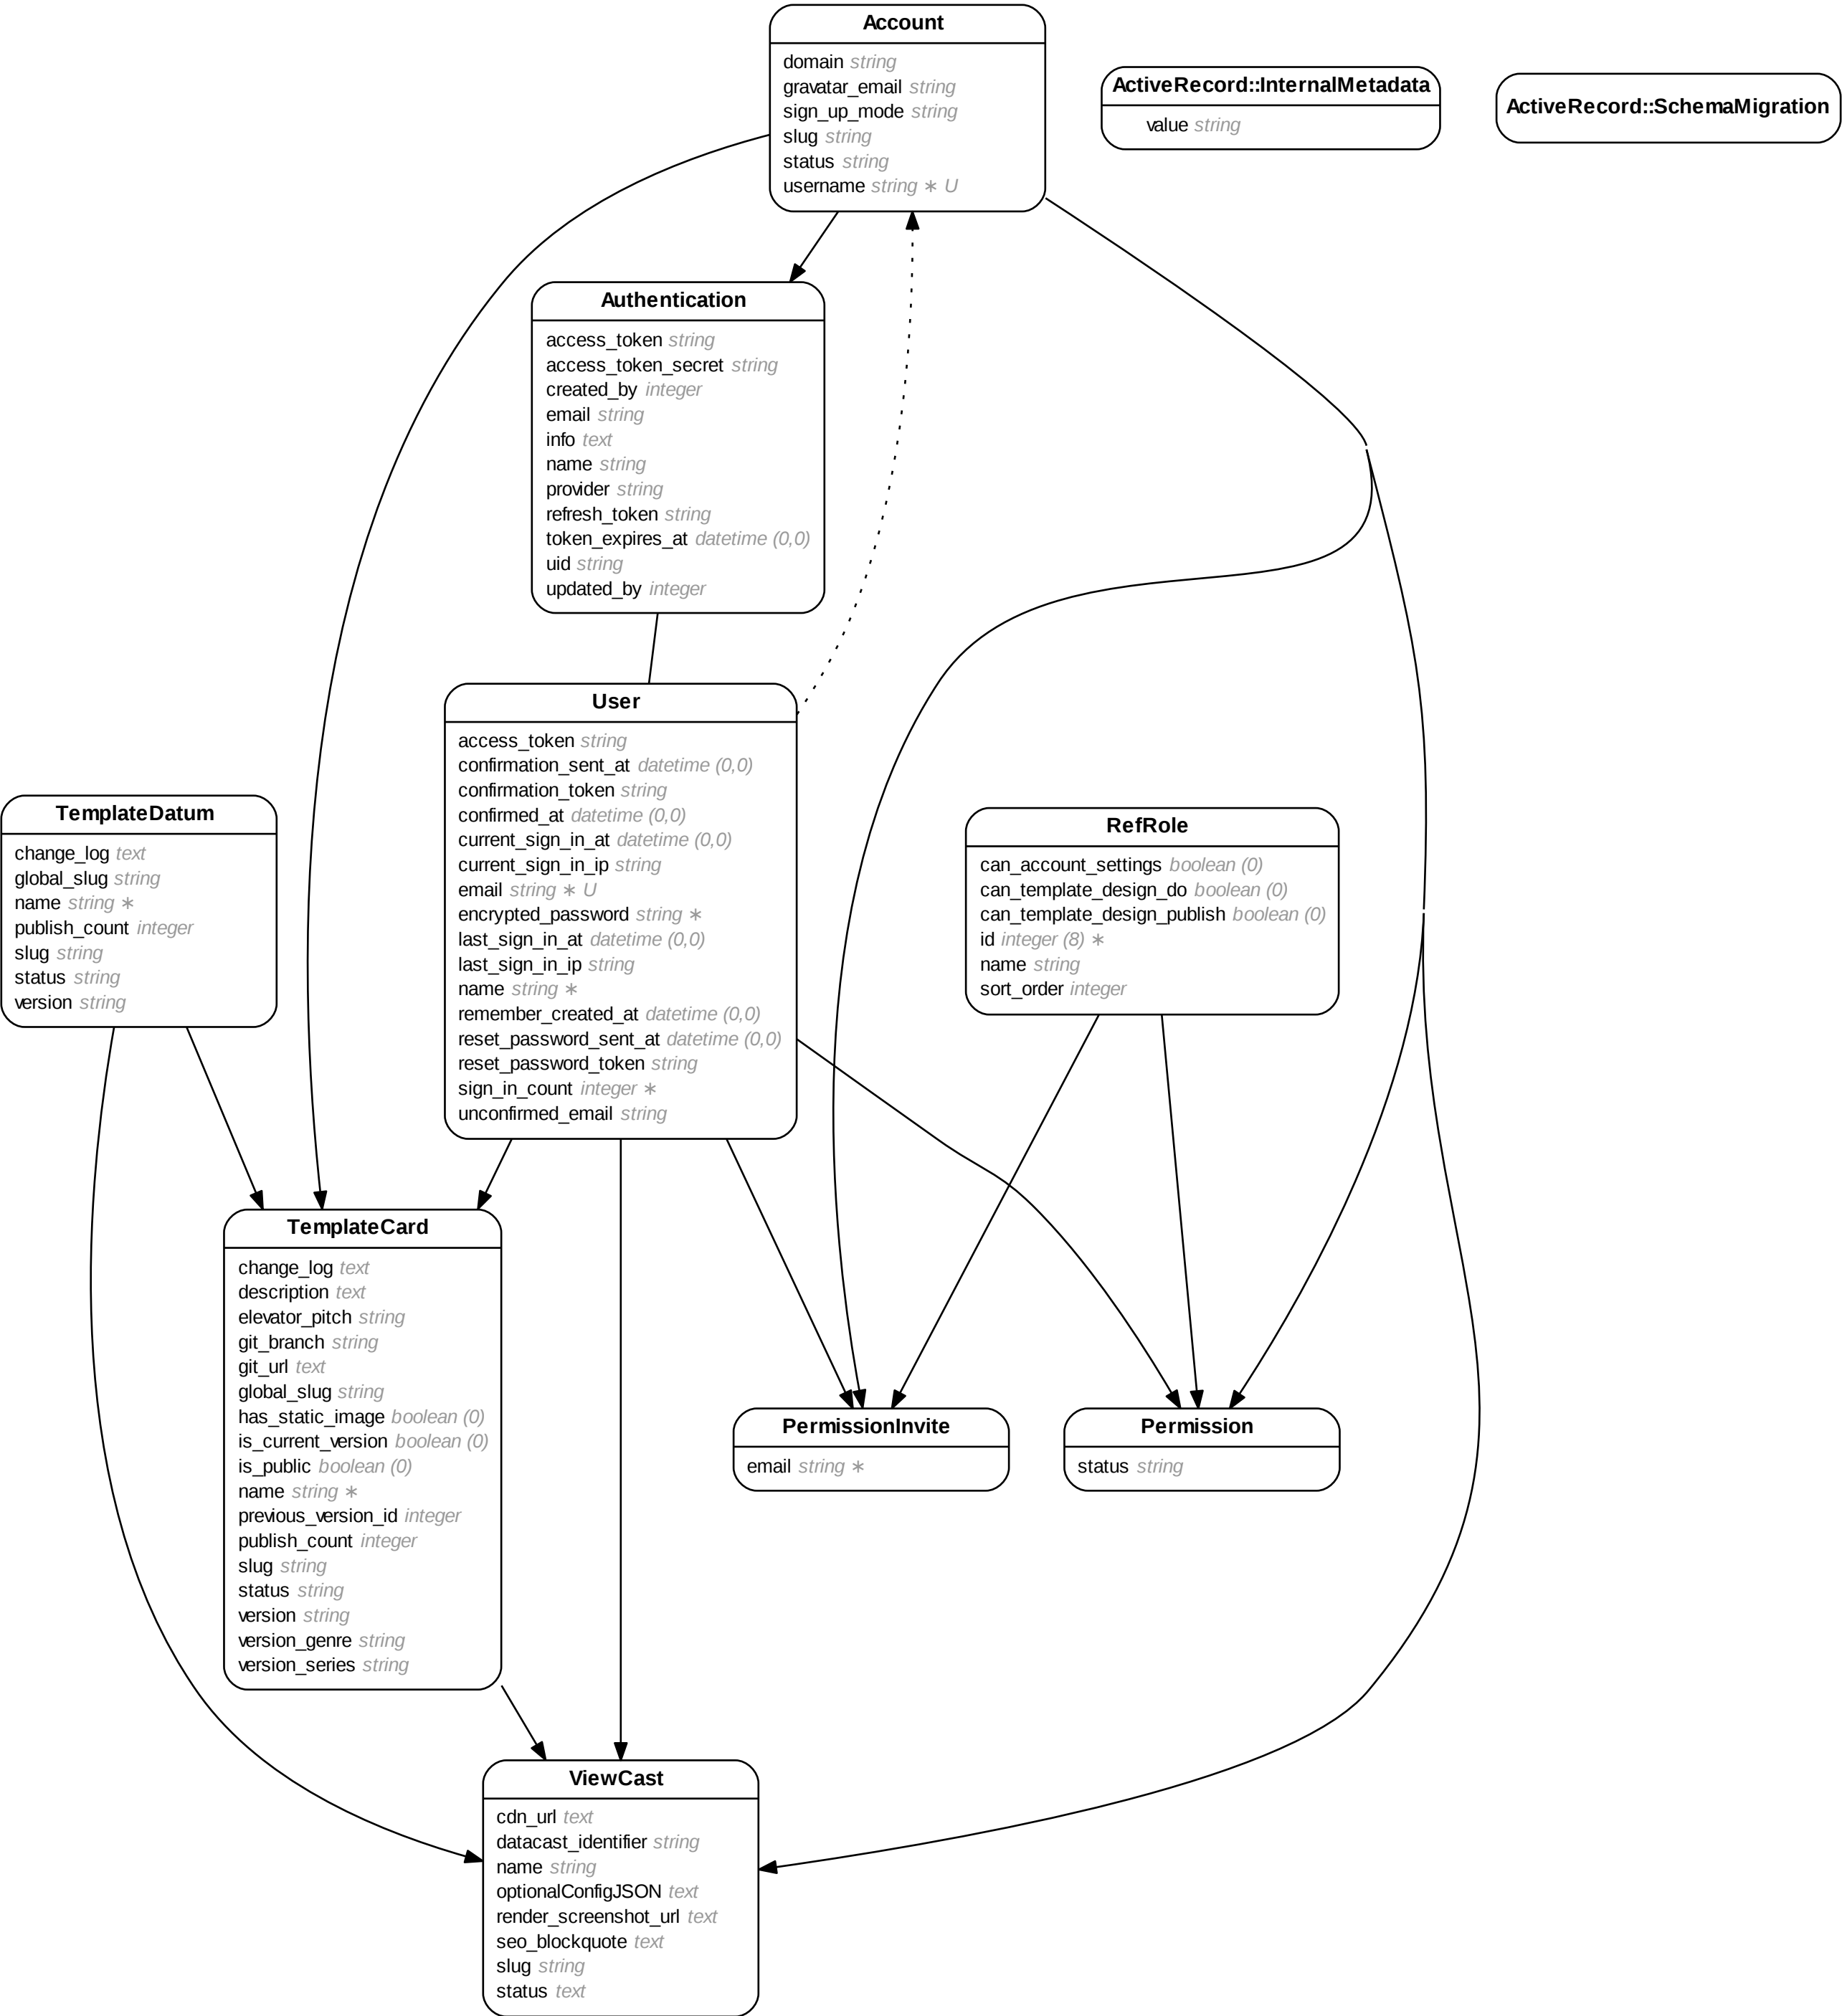 Account
domain string
gravatar_email string
sign_up_mode string
slug string
status string
username string ∗ U
ActiveRecord::InternalMetadata
value string
ActiveRecord::SchemaMigration
Authentication
access_token string
access_token_secret string
created_by integer
email string
info text
name string
provider string
refresh_token string
token_expires_at datetime (0,0)
uid string
updated_by integer
User
access_token string
confirmation_sent_at datetime (0,0)
confirmation_token string
confirmed_at datetime (0,0)
current_sign_in_at datetime (0,0)
current_sign_in_ip string
email string ∗ U
encrypted_password string ∗
last_sign_in_at datetime (0,0)
last_sign_in_ip string
name string ∗
remember_created_at datetime (0,0)
reset_password_sent_at datetime (0,0)
reset_password_token string
sign_in_count integer ∗
unconfirmed_email string
TemplateDatum
change_log text
global_slug string
name string ∗
publish_count integer
slug string
status string
version string
RefRole
can_account_settings boolean (0)
can_template_design_do boolean (0)
can_template_design_publish boolean (0)
id integer (8) ∗
name string
sort_order integer
TemplateCard
change_log text
description text
elevator_pitch string
git_branch string
git_url text
global_slug string
has_static_image boolean (0)
is_current_version boolean (0)
is_public boolean (0)
name string ∗
previous_version_id integer
publish_count integer
slug string
status string
version string
version_genre string
version_series string
PermissionInvite
email string ∗
Permission
status string
ViewCast
cdn_url text
datacast_identifier string
name string
optionalConfigJSON text
render_screenshot_url text
seo_blockquote text
slug string
status text